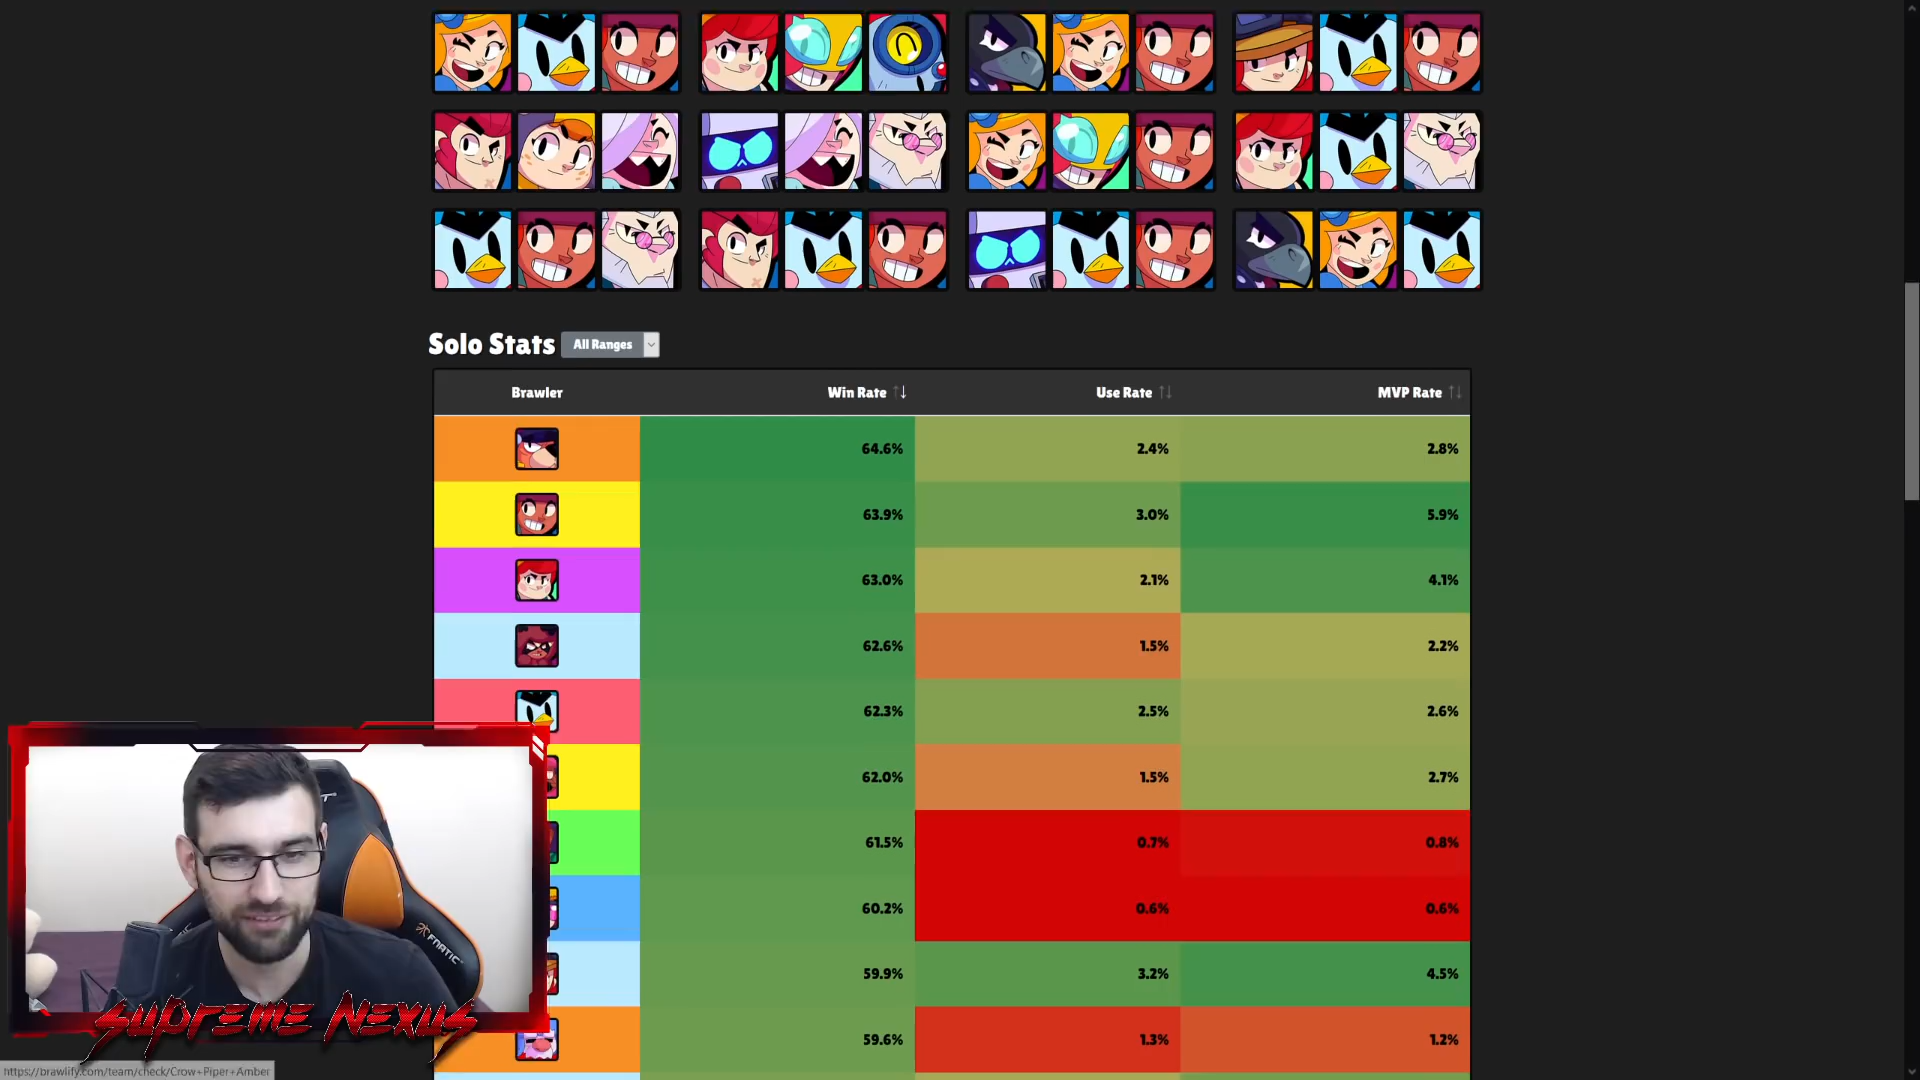 Solo Stats All Ranges
Brawler Win Rate Use Rate MVP Rate
64.6% 2.4% 2.8%
63.9% 3.0% 5.9%
63.0% 2.1% 4.1%
62.6% 1.5% 2.2%
62.3% 2.5% 2.6%
62.0% 1.5% 2.7%
61.5% 0.7% 0.8%
60.2% 0.6% 0.6%
59.9% 3.2% 4.5%
59.6% 1.3% 1.2%
FNATIC
Supreme Nexus
https://brawlify.com/team/check/Crow+Piper+Amber